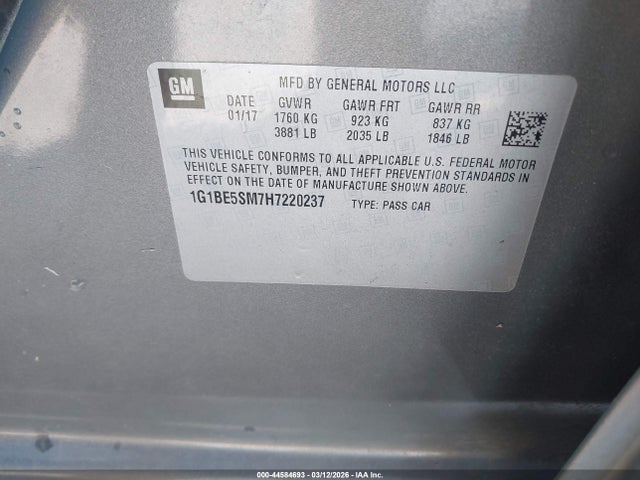 GM
MFD BY GENERAL MOTORS LLC
DATE GVWR GAWR FRT GAWR RR
01/17 1760 KG 923 KG 837 KG
3881 LB 2035 LB 1846 LB
THIS VEHICLE CONFORMS TO ALL APPLICABLE U.S. FEDERAL MOTOR
VEHICLE SAFETY, BUMPER, AND THEFT PREVENTION STANDARDS IN
EFFECT ON THE DATE OF MANUFACTURE SHOWN ABOVE.
1G1BE5SM7H7220237 TYPE: PASS CAR
000-44584693 - 03/12/2026 - IAA Inc.